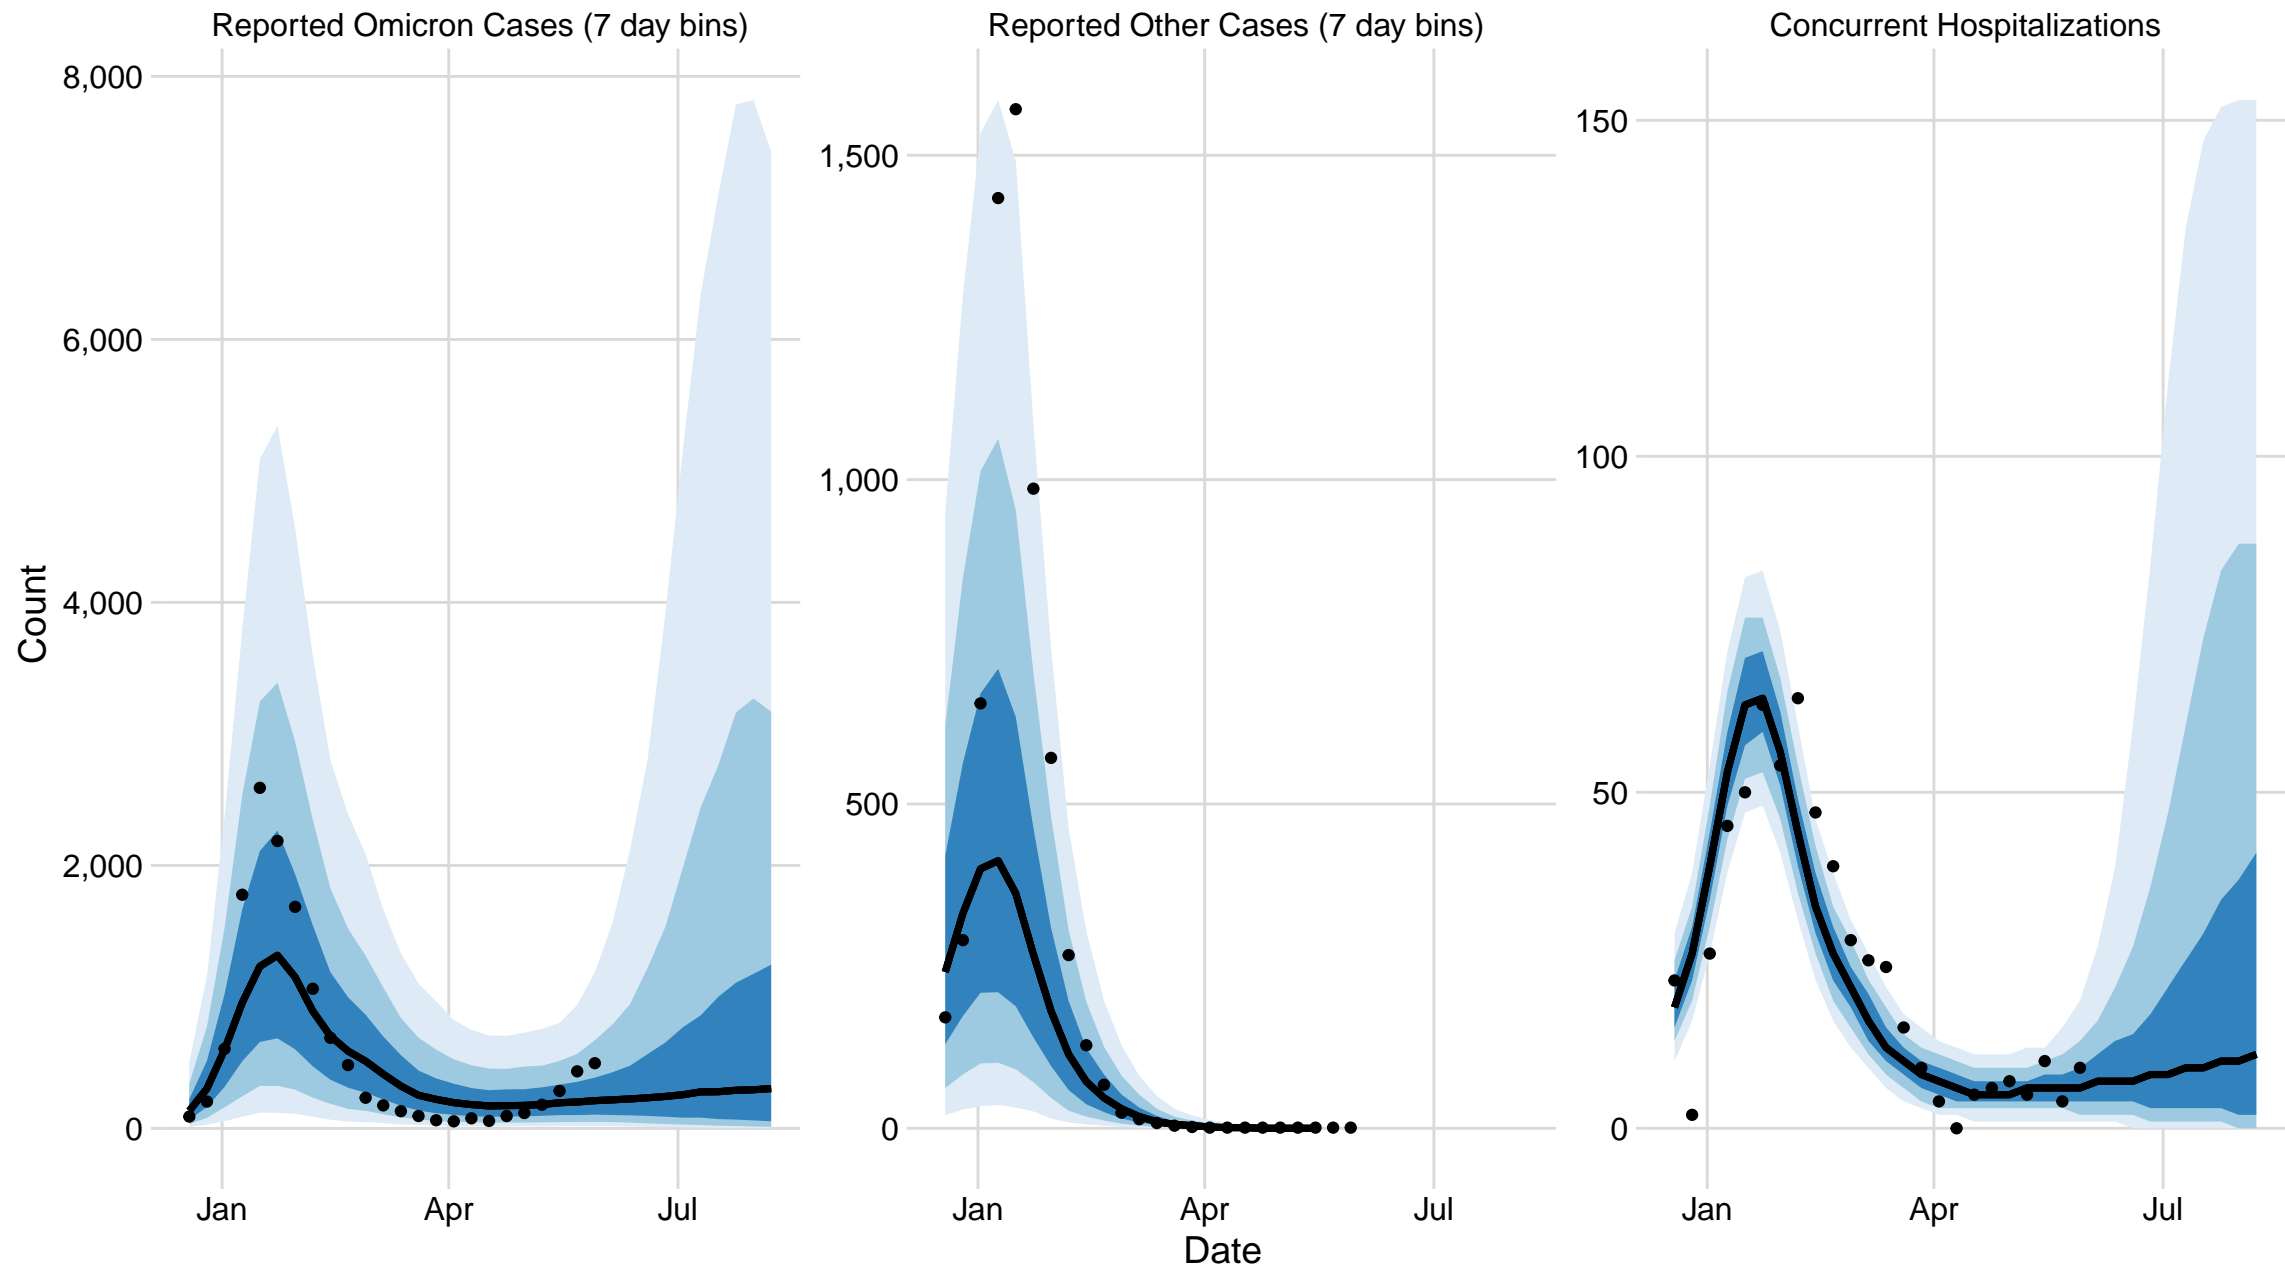 Reported Omicron Cases (7 day bins)
Reported Other Cases (7 day bins)
Concurrent Hospitalizations
Count
8,000
6,000
4,000
2,000
0
1,500
1,000
500
0
150
100
50
0
Jan
Apr
Jul
Jan
Apr
Jul
Jan
Apr
Jul
Date